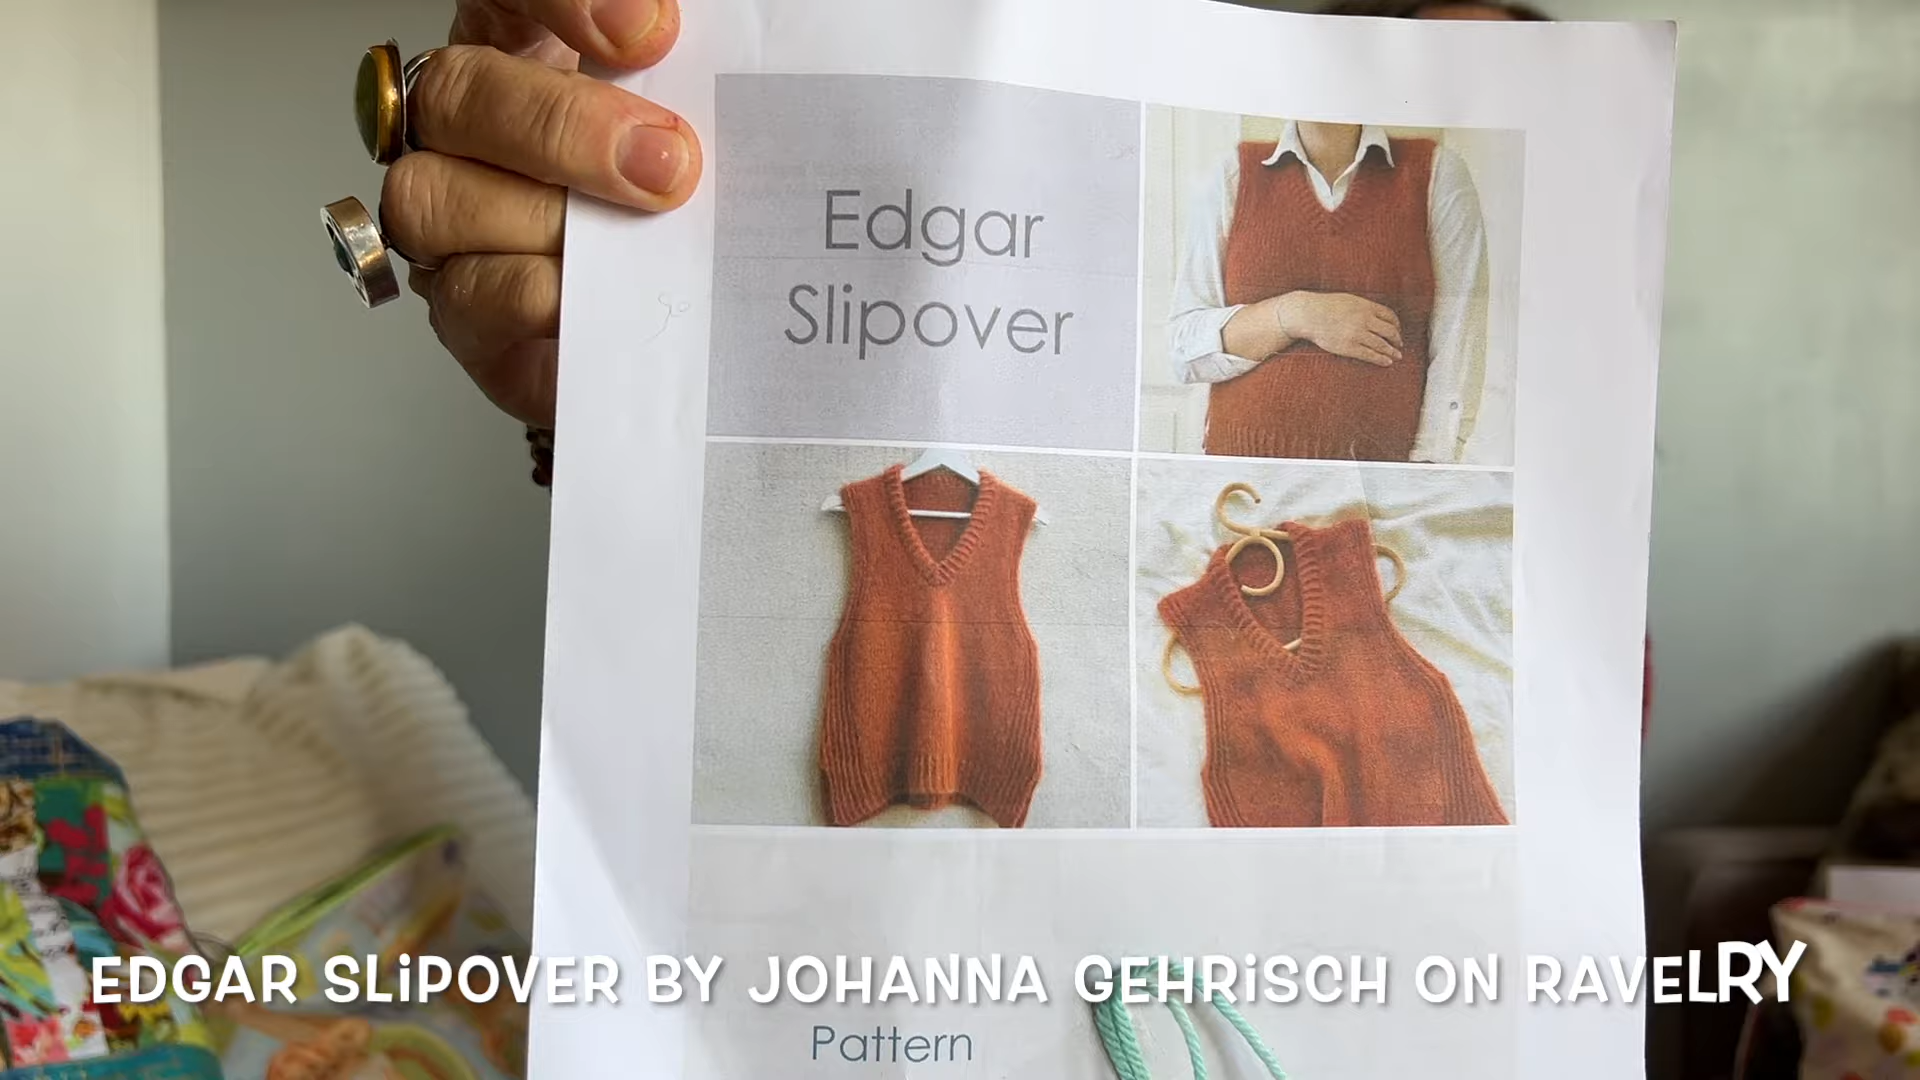 Edgar
Slipover
EDGAR SLiPOVER BY JOHANNA GEHRiSCH ON RAVELRY
Pattern